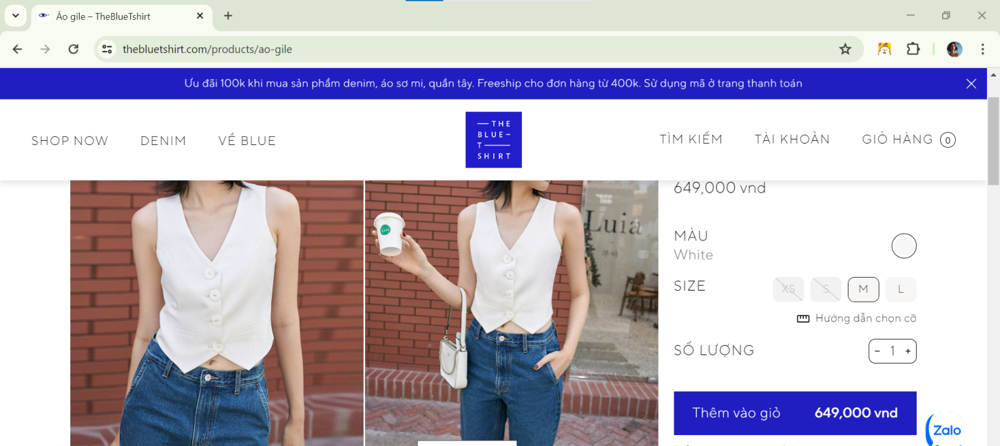 Áo gile – TheBlueTshirt
thebluetshirt.com/products/ao-gile
Ưu đãi 100k khi mua sản phẩm denim, áo sơ mi, quần tây. Freeship cho đơn hàng từ 400k. Sử dụng mã ở trang thanh toán
SHOP NOW DENIM VỀ BLUE
THE
BLUE
T
SHIRT
TÌM KIẾM TÀI KHOẢN GIỎ HÀNG 0
649,000 vnd
Luia
MÀU
White
SIZE XS S M L
Hướng dẫn chọn cỡ
SỐ LƯỢNG - 1 +
Thêm vào giỏ 649,000 vnd
Zalo